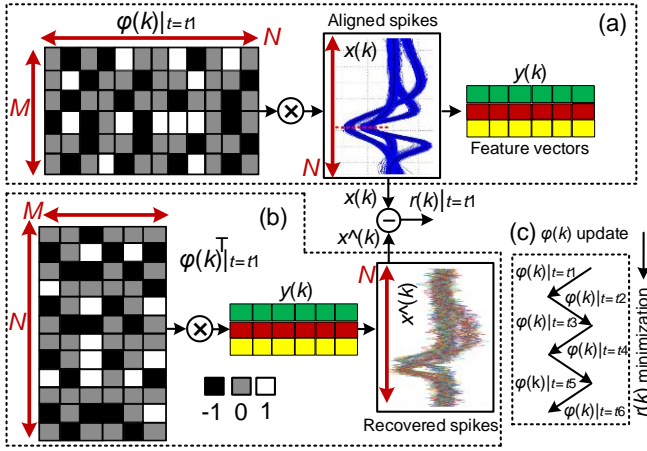 φ(k)|t=t1
N
Aligned spikes
(a)
M
x(k)
N
y(k)
Feature vectors
x(k)
r(k)|t=t1
x^(k)
M
(b)
N
φ(k)ᵀ|t=t1
y(k)
-1 0 1
N
x^(k)
Recovered spikes
(c)
φ(k) update
φ(k)|t=t1
φ(k)|t=t2
φ(k)|t=t3
φ(k)|t=t4
φ(k)|t=t5
φ(k)|t=t6
r(k) minimization